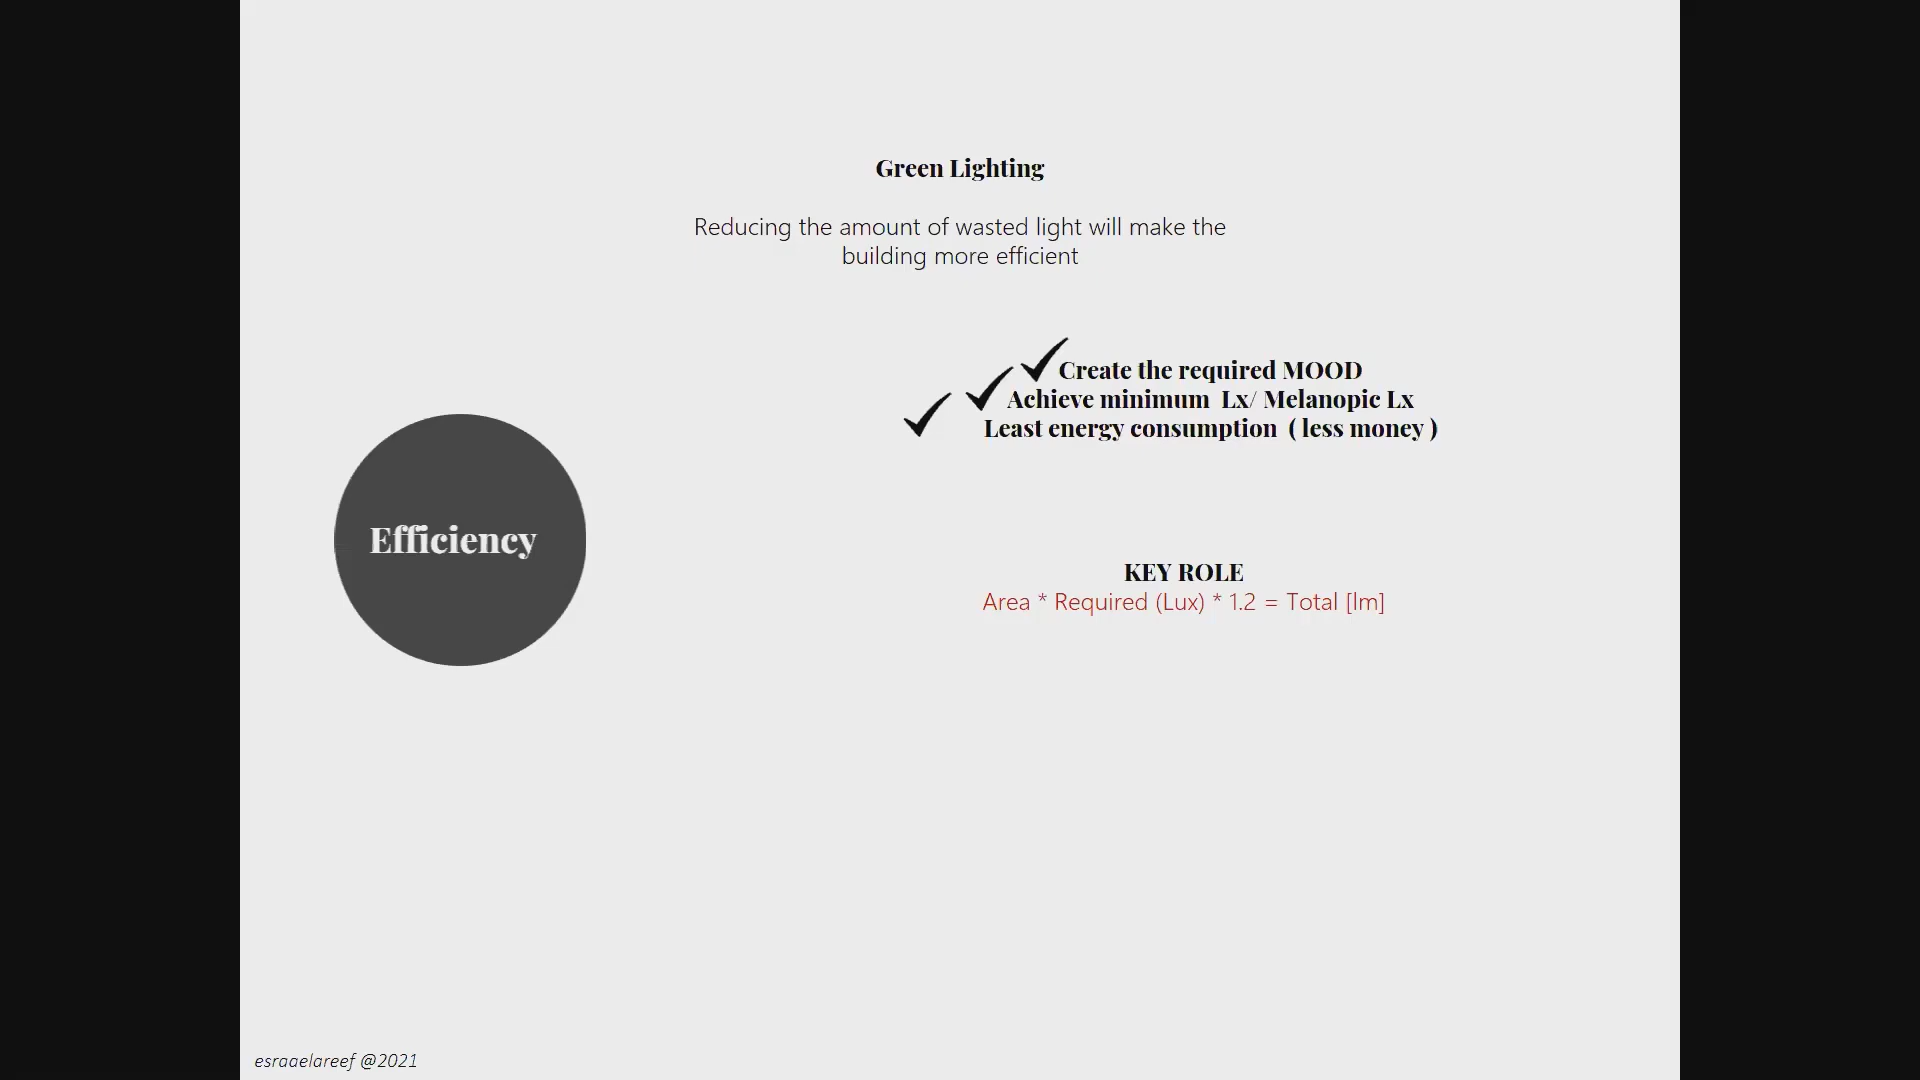 Green Lighting
Reducing the amount of wasted light will make the
building more efficient
Create the required MOOD
Achieve minimum Lx/ Melanopic Lx
Least energy consumption ( less money )
Efficiency
KEY ROLE
Area * Required (Lux) * 1.2 = Total [lm]
esraaelareef @2021